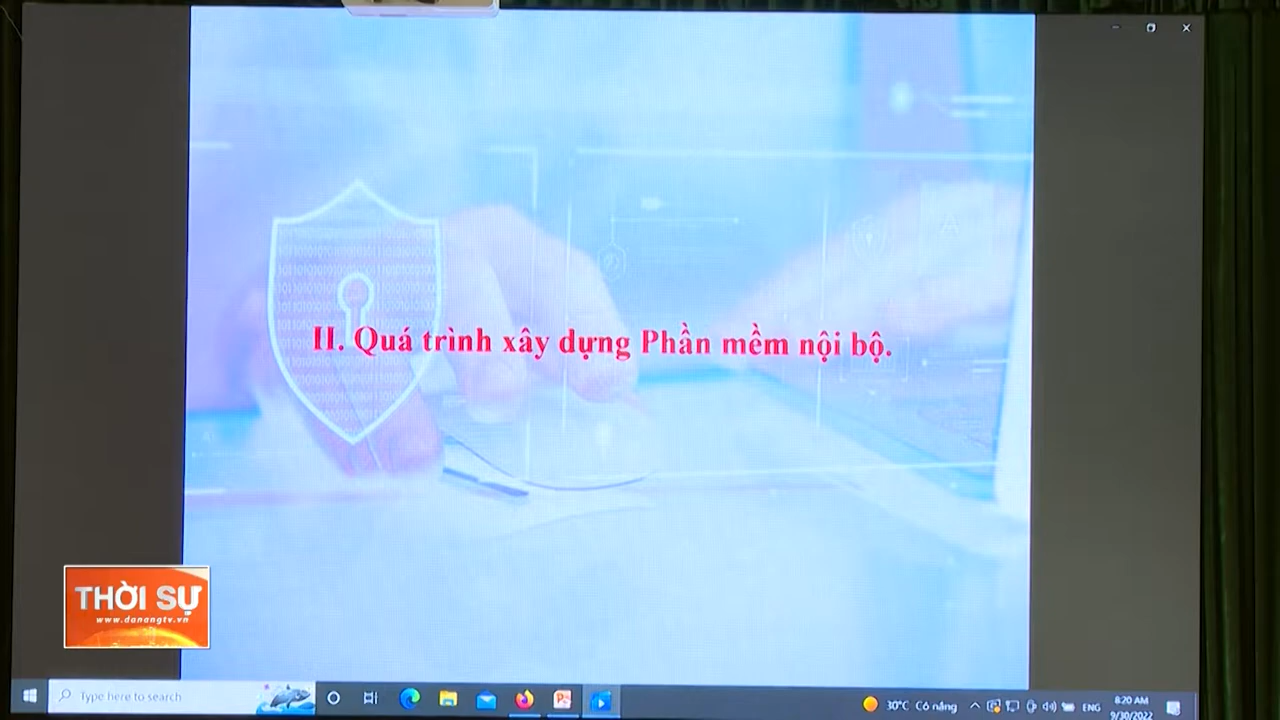 II. Quá trình xây dựng Phần mềm nội bộ.
THỜI SỰ
www.danangtv.vn
Type here to search
30°C Có nắng
ENG
8:20 AM
9/30/2022